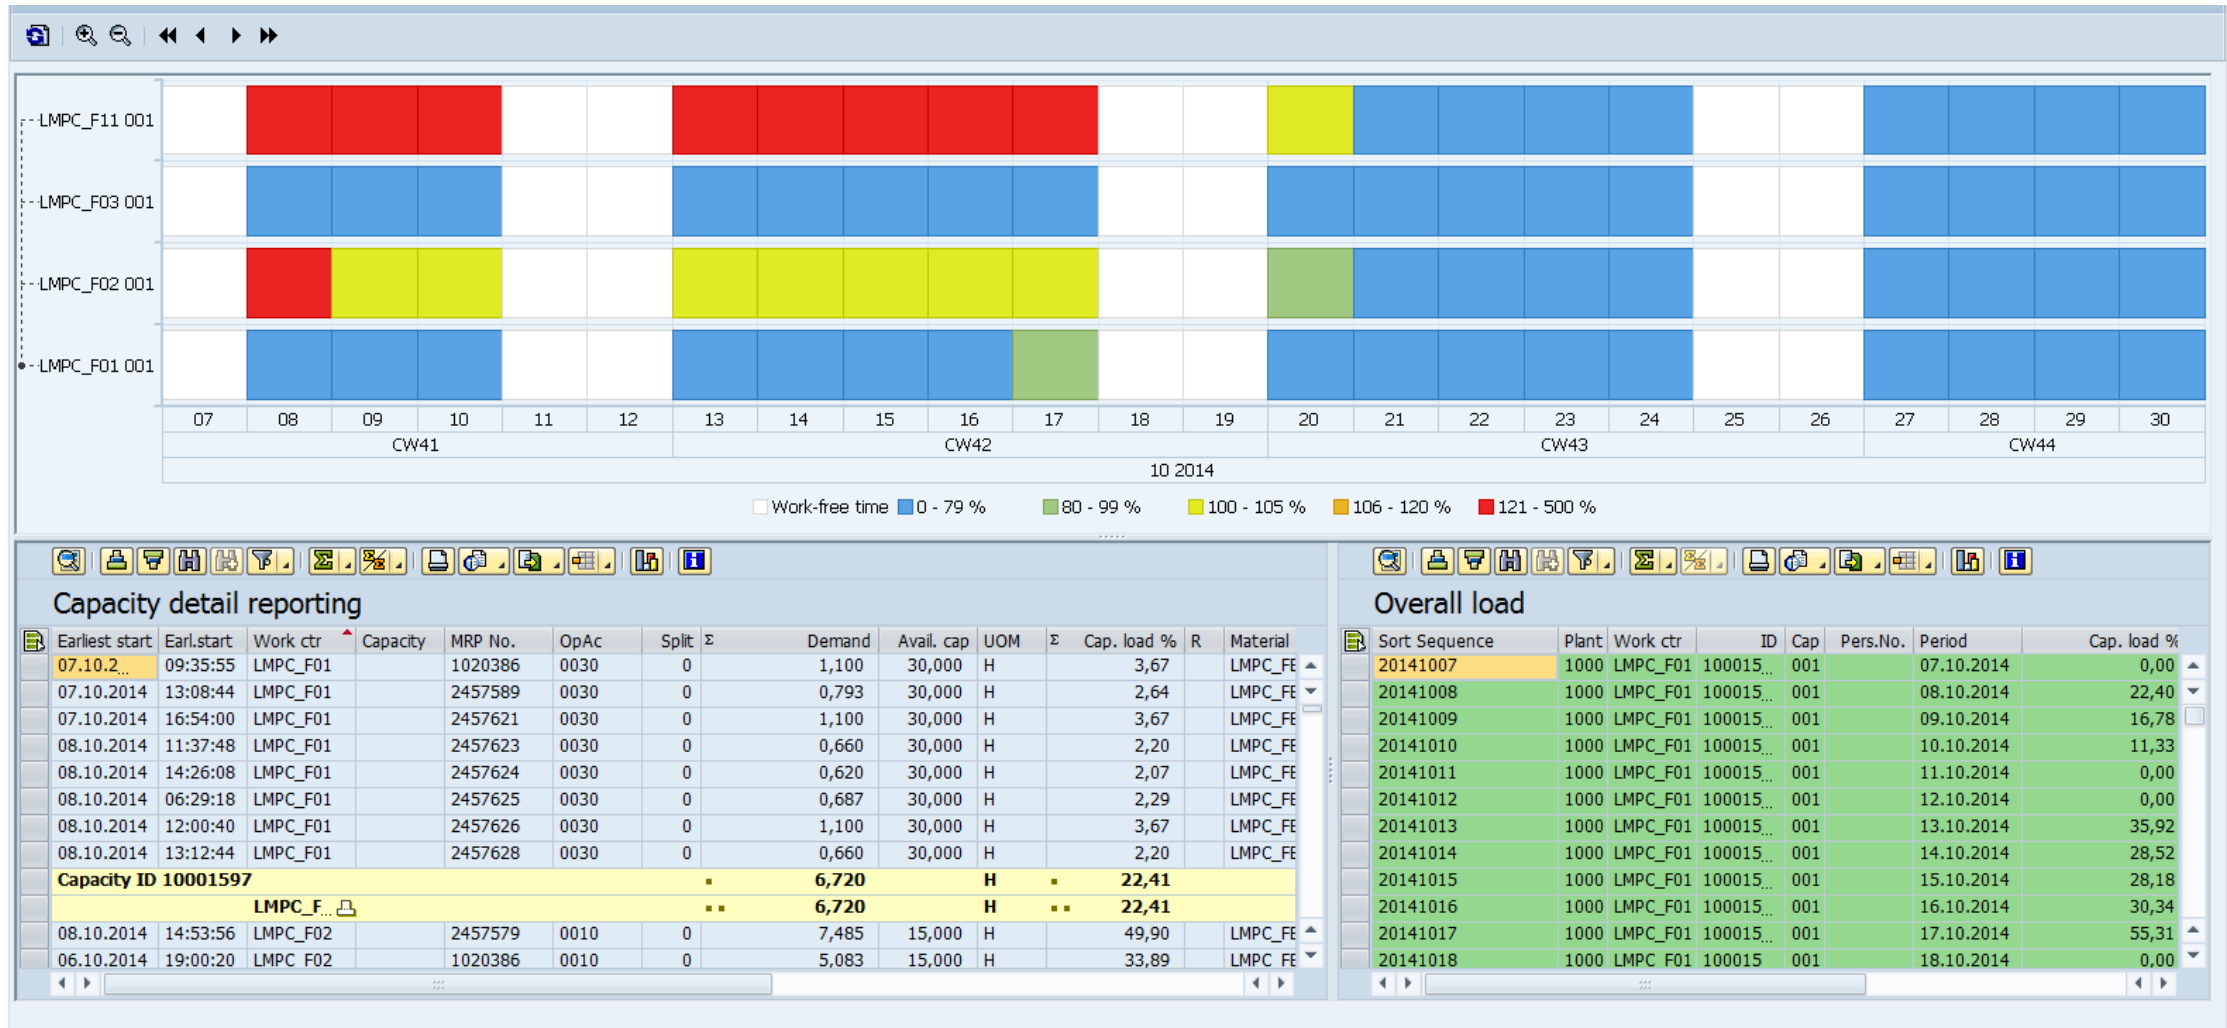 LMPC_F11 001
LMPC_F03 001
LMPC_F02 001
LMPC_F01 001
07 08 09 10 11 12 13 14 15 16 17 18 19 20 21 22 23 24 25 26 27 28 29 30
CW41 CW42 CW43 CW44
10 2014
Work-free time 0 - 79 % 80 - 99 % 100 - 105 % 106 - 120 % 121 - 500 %
Capacity detail reporting
Earliest start Earl.start Work ctr Capacity MRP No. OpAc Split Σ Demand Avail. cap UOM Σ Cap. load % R Material
07.10.2... 09:35:55 LMPC_F01 1020386 0030 0 1,100 30,000 H 3,67 LMPC_FE
07.10.2014 13:08:44 LMPC_F01 2457589 0030 0 0,793 30,000 H 2,64 LMPC_FE
07.10.2014 16:54:00 LMPC_F01 2457621 0030 0 1,100 30,000 H 3,67 LMPC_FE
08.10.2014 11:37:48 LMPC_F01 2457623 0030 0 0,660 30,000 H 2,20 LMPC_FE
08.10.2014 14:26:08 LMPC_F01 2457624 0030 0 0,620 30,000 H 2,07 LMPC_FE
08.10.2014 06:29:18 LMPC_F01 2457625 0030 0 0,687 30,000 H 2,29 LMPC_FE
08.10.2014 12:00:40 LMPC_F01 2457626 0030 0 1,100 30,000 H 3,67 LMPC_FE
08.10.2014 13:12:44 LMPC_F01 2457628 0030 0 0,660 30,000 H 2,20 LMPC_FE
Capacity ID 10001597 6,720 H 22,41
LMPC_F... 6,720 H 22,41
08.10.2014 14:53:56 LMPC_F02 2457579 0010 0 7,485 15,000 H 49,90 LMPC_FE
06.10.2014 19:00:20 LMPC_F02 1020386 0010 0 5,083 15,000 H 33,89 LMPC_FE
Overall load
Sort Sequence Plant Work ctr ID Cap Pers.No. Period Cap. load %
20141007 1000 LMPC_F01 100015... 001 07.10.2014 0,00
20141008 1000 LMPC_F01 100015... 001 08.10.2014 22,40
20141009 1000 LMPC_F01 100015... 001 09.10.2014 16,78
20141010 1000 LMPC_F01 100015... 001 10.10.2014 11,33
20141011 1000 LMPC_F01 100015... 001 11.10.2014 0,00
20141012 1000 LMPC_F01 100015... 001 12.10.2014 0,00
20141013 1000 LMPC_F01 100015... 001 13.10.2014 35,92
20141014 1000 LMPC_F01 100015... 001 14.10.2014 28,52
20141015 1000 LMPC_F01 100015... 001 15.10.2014 28,18
20141016 1000 LMPC_F01 100015... 001 16.10.2014 30,34
20141017 1000 LMPC_F01 100015... 001 17.10.2014 55,31
20141018 1000 LMPC_F01 100015 001 18.10.2014 0,00